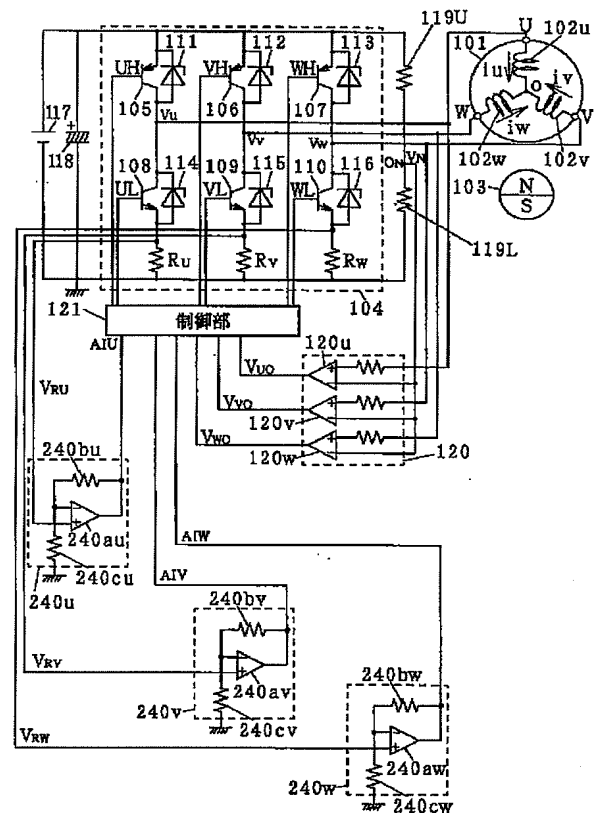 111
112
113
119U
U
102u
101
UH
VH
WH
105
106
107
iu
iv
o
W
V
iw
117
118
+
Vu
Vv
Vw
ON
VN
102w
102v
108
114
109
115
110
116
103
N
S
UL
VL
WL
119L
RU
RV
RW
104
121
制御部
AIU
120u
VUO
VRU
VVO
120v
VWO
120w
120
240bu
240au
AIW
240cu
AIV
240u
240bv
VRV
240av
240bw
240v
240cv
VRW
240aw
240w
240cw